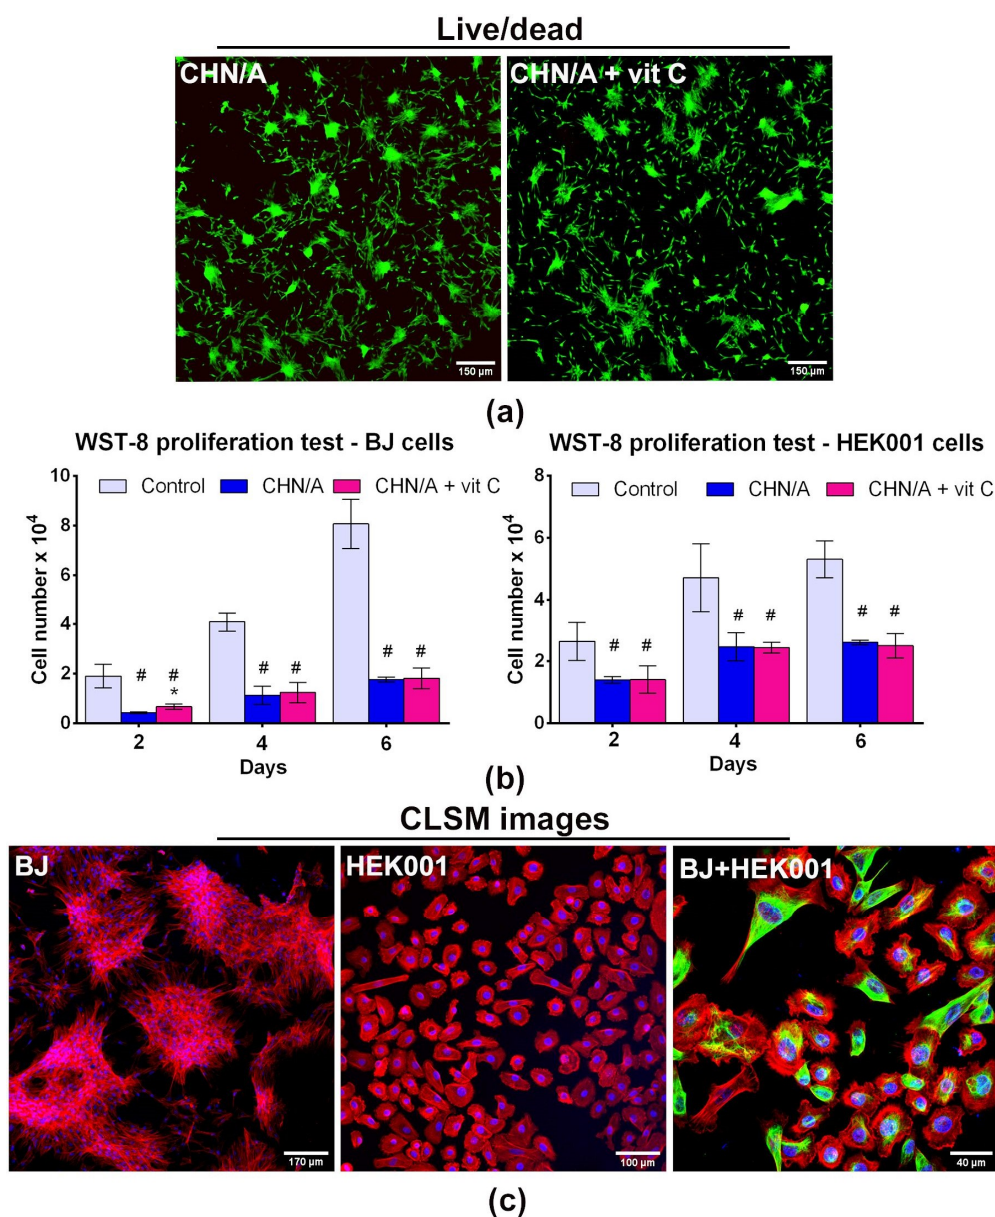 Live/dead
CHN/A
CHN/A + vit C
150 µm
150 µm
(a)
WST-8 proliferation test - BJ cells
WST-8 proliferation test - HEK001 cells
Control
CHN/A
CHN/A + vit C
Cell number x 10⁴
10
8
6
4
2
0
# #
*
# #
# #
2 4 6
Days
Control
CHN/A
CHN/A + vit C
Cell number x 10⁴
8
6
4
2
0
# #
# #
# #
2 4 6
Days
(b)
CLSM images
BJ
HEK001
BJ+HEK001
170 µm
100 µm
40 µm
(c)